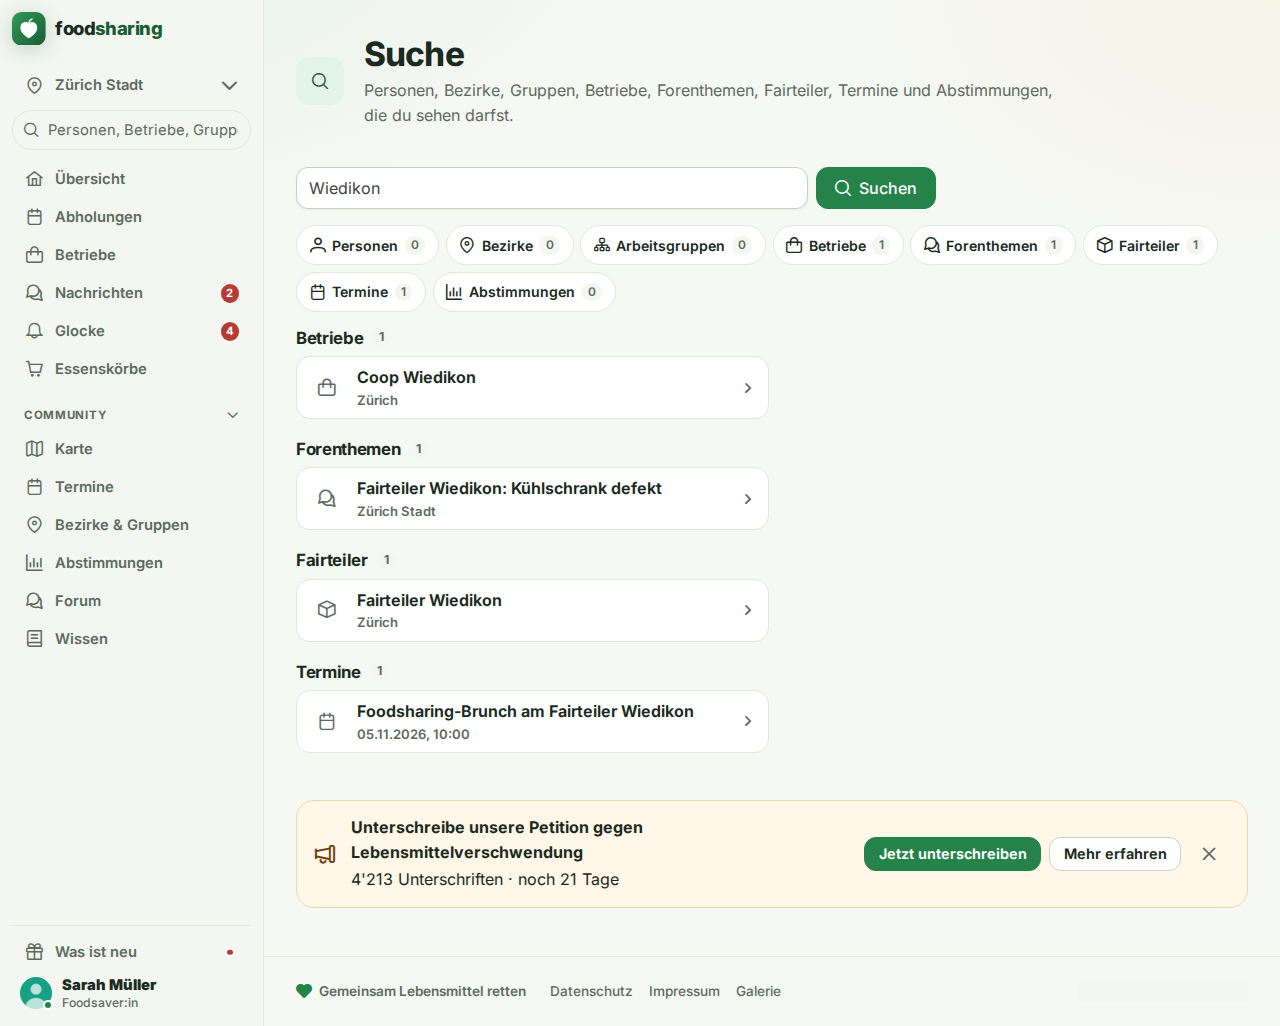 foodsharing
Zürich Stadt
Personen, Betriebe, Grupp
Übersicht
Abholungen
Betriebe
Nachrichten 2
Glocke 4
Essenskörbe
COMMUNITY
Karte
Termine
Bezirke & Gruppen
Abstimmungen
Forum
Wissen
Was ist neu
Sarah Müller
Foodsaver:in
Suche
Personen, Bezirke, Gruppen, Betriebe, Forenthemen, Fairteiler, Termine und Abstimmungen,
die du sehen darfst.
Wiedikon
Suchen
Personen 0 Bezirke 0 Arbeitsgruppen 0 Betriebe 1 Forenthemen 1 Fairteiler 1
Termine 1 Abstimmungen 0
Betriebe 1
Coop Wiedikon
Zürich
Forenthemen 1
Fairteiler Wiedikon: Kühlschrank defekt
Zürich Stadt
Fairteiler 1
Fairteiler Wiedikon
Zürich
Termine 1
Foodsharing-Brunch am Fairteiler Wiedikon
05.11.2026, 10:00
Unterschreibe unsere Petition gegen
Lebensmittelverschwendung
4'213 Unterschriften · noch 21 Tage
Jetzt unterschreiben
Mehr erfahren
Gemeinsam Lebensmittel retten Datenschutz Impressum Galerie